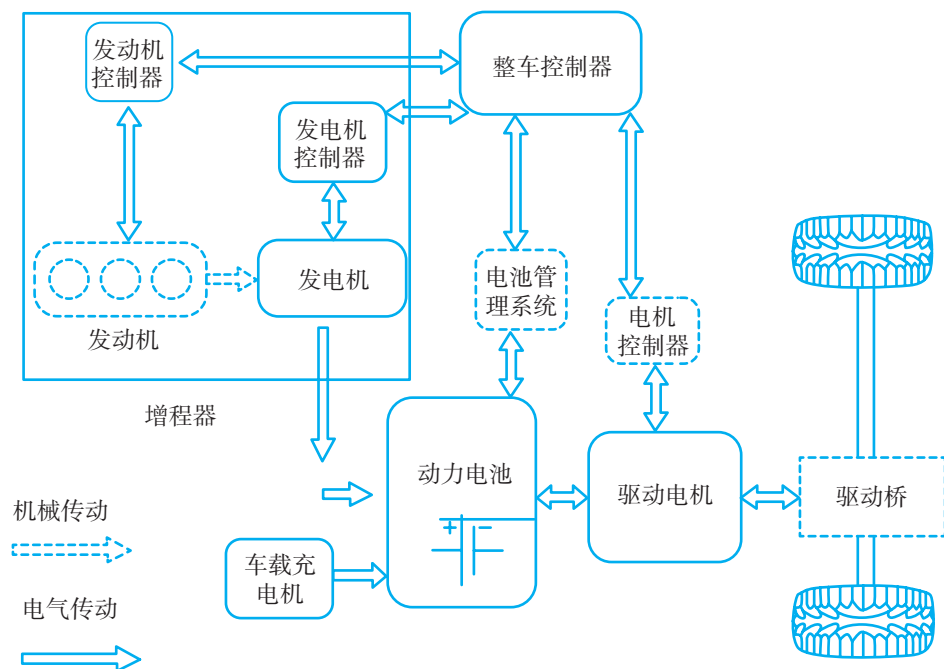 发动机
控制器
整车控制器
发电机
控制器
发电机
发动机
电池管
理系统
电机
控制器
增程器
动力电池
+ −
驱动电机
驱动桥
机械传动
车载充
电机
电气传动